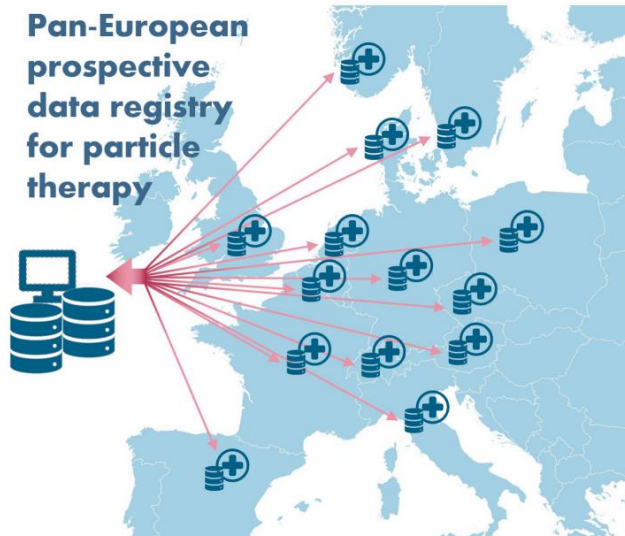 Pan-European
prospective
data registry
for particle
therapy